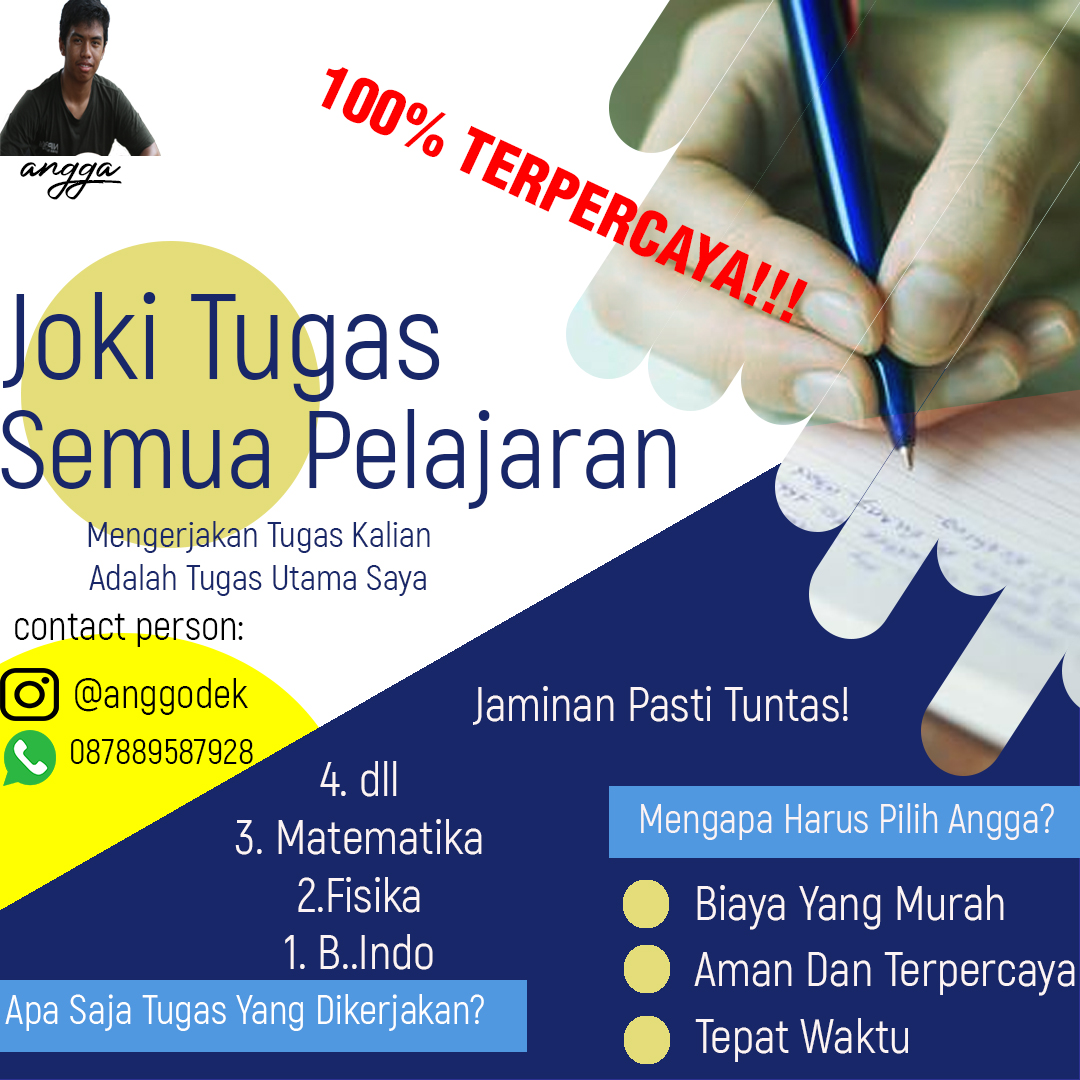 angga
100% TERPERCAYA!!!
Joki Tugas
Semua Pelajaran
Mengerjakan Tugas Kalian
Adalah Tugas Utama Saya
contact person:
@anggodek
087889587928
Jaminan Pasti Tuntas!
4. dll
3. Matematika
2.Fisika
1. B..Indo
Apa Saja Tugas Yang Dikerjakan?
Mengapa Harus Pilih Angga?
Biaya Yang Murah
Aman Dan Terpercaya
Tepat Waktu